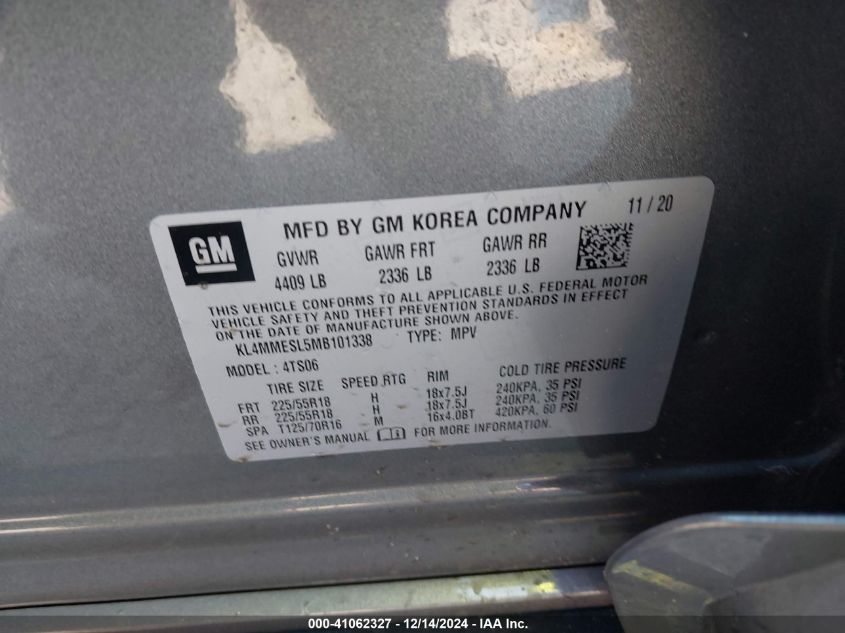 GM
MFD BY GM KOREA COMPANY 11 / 20
GVWR GAWR FRT GAWR RR
4409 LB 2336 LB 2336 LB
THIS VEHICLE CONFORMS TO ALL APPLICABLE U.S. FEDERAL MOTOR
VEHICLE SAFETY AND THEFT PREVENTION STANDARDS IN EFFECT
ON THE DATE OF MANUFACTURE SHOWN ABOVE.
KL4MMESL5MB101338 TYPE: MPV
MODEL : 4TS06
TIRE SIZE SPEED RTG RIM COLD TIRE PRESSURE
FRT 225/55R18 H 18x7.5J 240KPA, 35 PSI
RR 225/55R18 H 18x7.5J 240KPA, 35 PSI
SPA T125/70R16 M 16x4.0BT 420KPA, 60 PSI
SEE OWNER'S MANUAL FOR MORE INFORMATION.
000-41062327 - 12/14/2024 - IAA Inc.